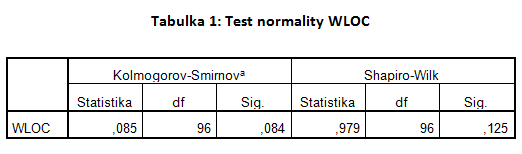 Tabulka 1: Test normality WLOC
Kolmogorov-Smirnovᵃ Shapiro-Wilk
Statistika df Sig. Statistika df Sig.
WLOC ,085 96 ,084 ,979 96 ,125